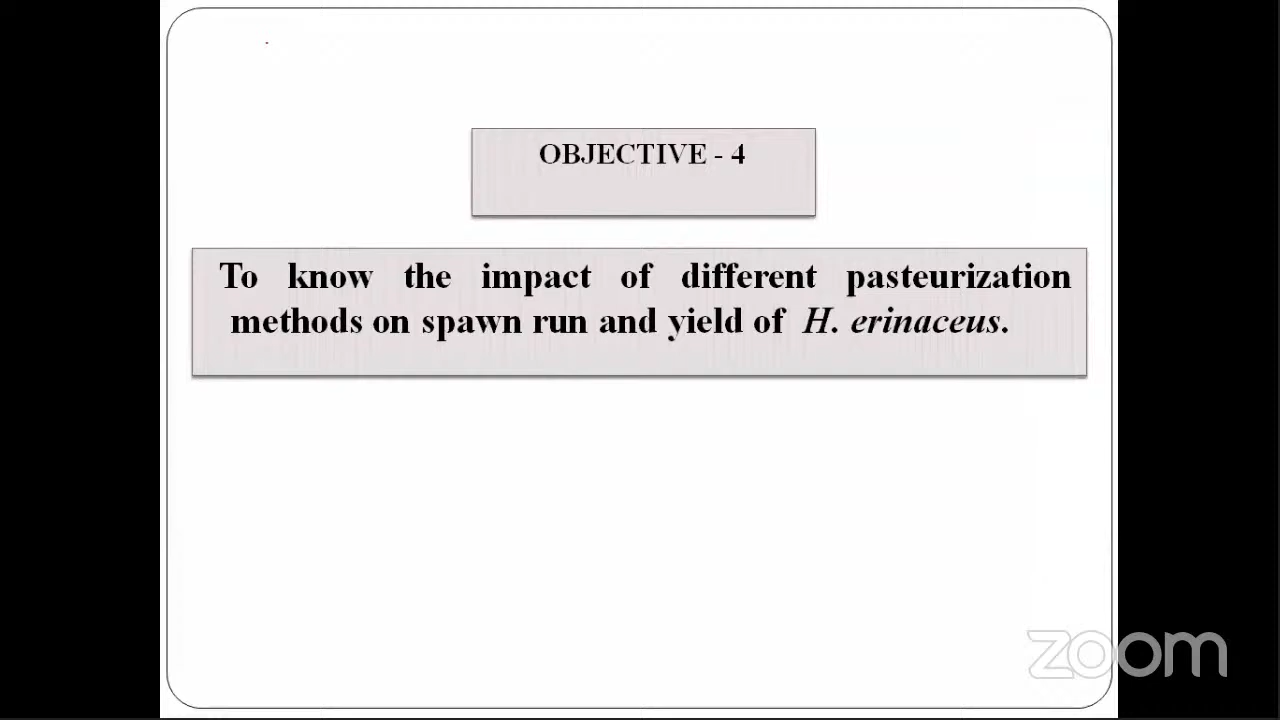 OBJECTIVE - 4
To know the impact of different pasteurization
methods on spawn run and yield of H. erinaceus.
zoom